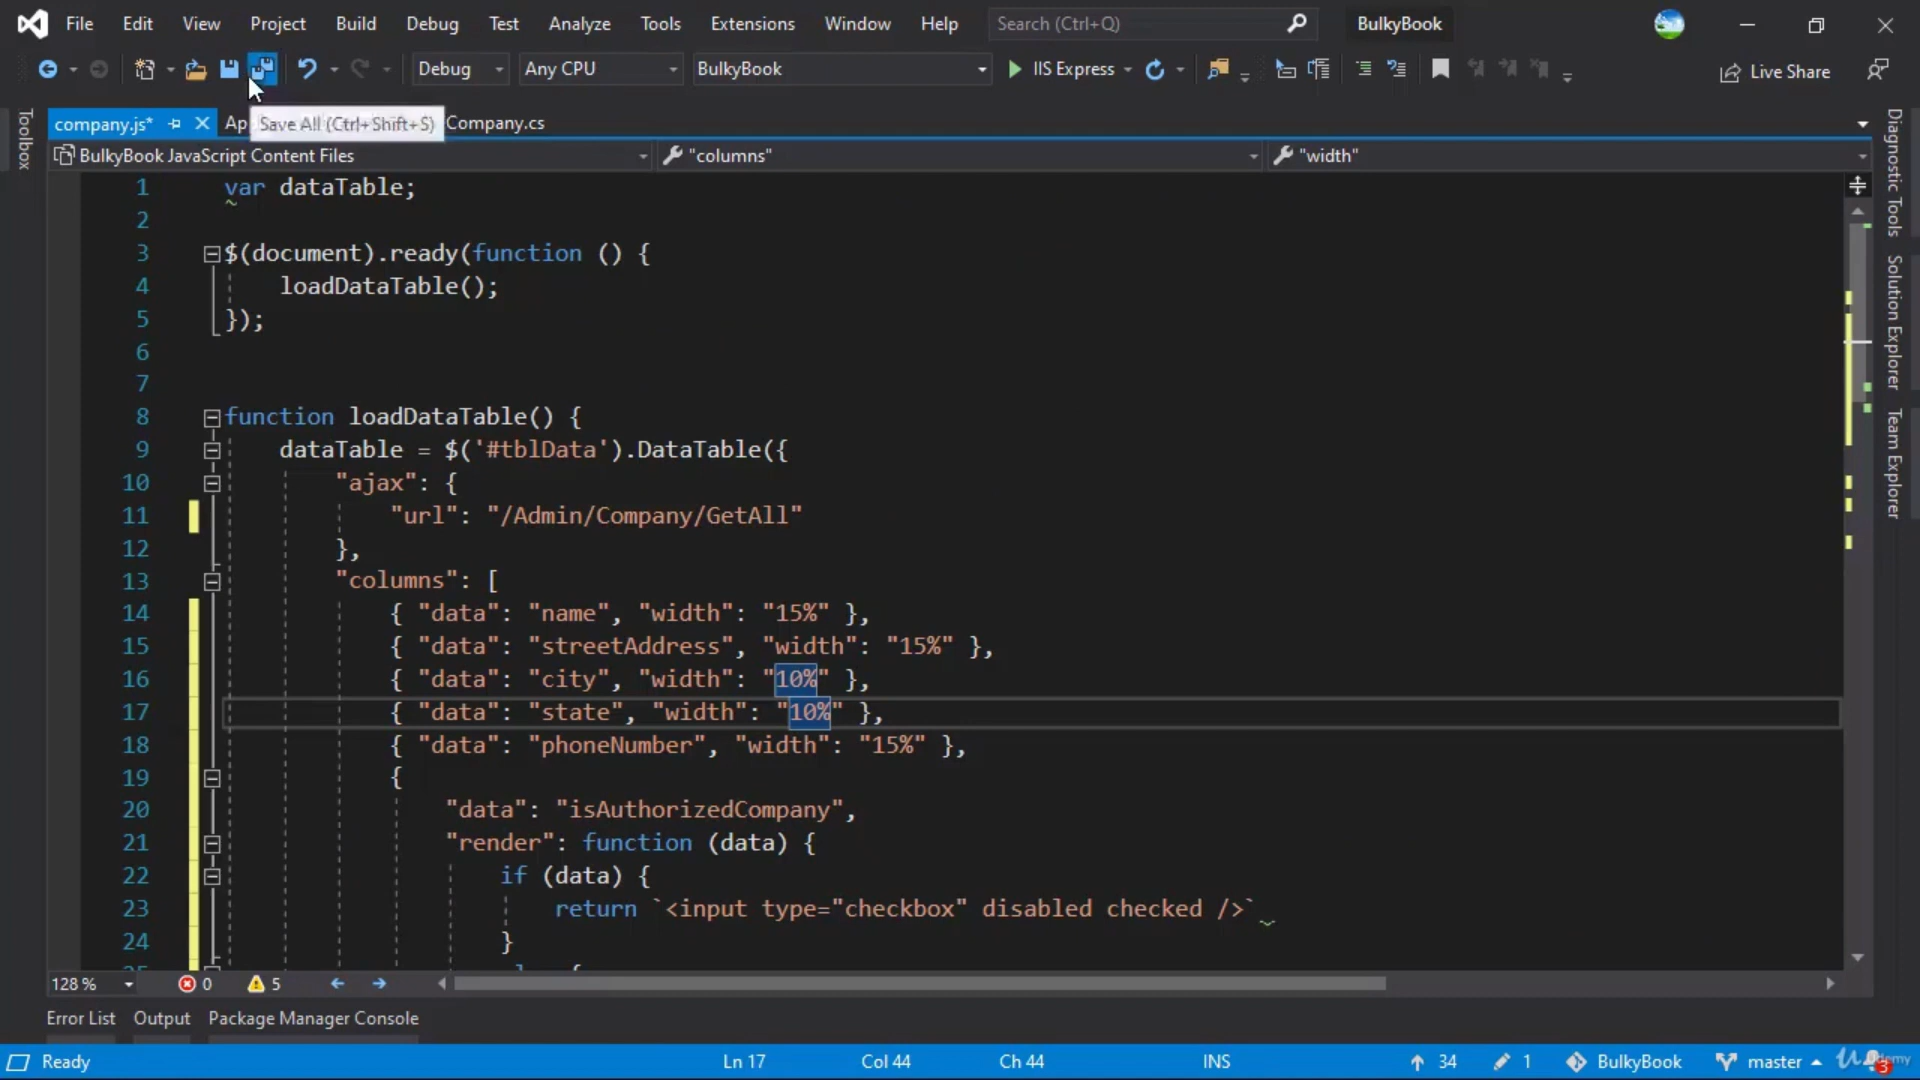 File Edit View Project Build Debug Test Analyze Tools Extensions Window Help Search (Ctrl+Q) BulkyBook
Debug Any CPU BulkyBook IIS Express Live Share
company.js* Ap Save All (Ctrl+Shift+S) Company.cs
BulkyBook JavaScript Content Files "columns" "width"
Toolbox
Diagnostic Tools
Solution Explorer
Team Explorer
1 var dataTable;
2
3 $(document).ready(function () {
4 loadDataTable();
5 });
6
7
8 function loadDataTable() {
9 dataTable = $('#tblData').DataTable({
10 "ajax": {
11 "url": "/Admin/Company/GetAll"
12 },
13 "columns": [
14 { "data": "name", "width": "15%" },
15 { "data": "streetAddress", "width": "15%" },
16 { "data": "city", "width": "10%" },
17 { "data": "state", "width": "10%" },
18 { "data": "phoneNumber", "width": "15%" },
19 {
20 "data": "isAuthorizedCompany",
21 "render": function (data) {
22 if (data) {
23 return `<input type="checkbox" disabled checked />`
24 }
128 % 0 5
Error List Output Package Manager Console
Ready Ln 17 Col 44 Ch 44 INS 34 1 BulkyBook master 3